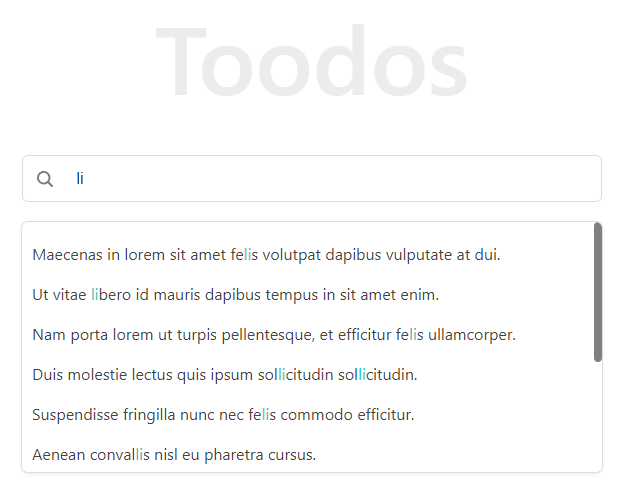 Toodos
li
Maecenas in lorem sit amet felis volutpat dapibus vulputate at dui.
Ut vitae libero id mauris dapibus tempus in sit amet enim.
Nam porta lorem ut turpis pellentesque, et efficitur felis ullamcorper.
Duis molestie lectus quis ipsum sollicitudin sollicitudin.
Suspendisse fringilla nunc nec felis commodo efficitur.
Aenean convallis nisl eu pharetra cursus.